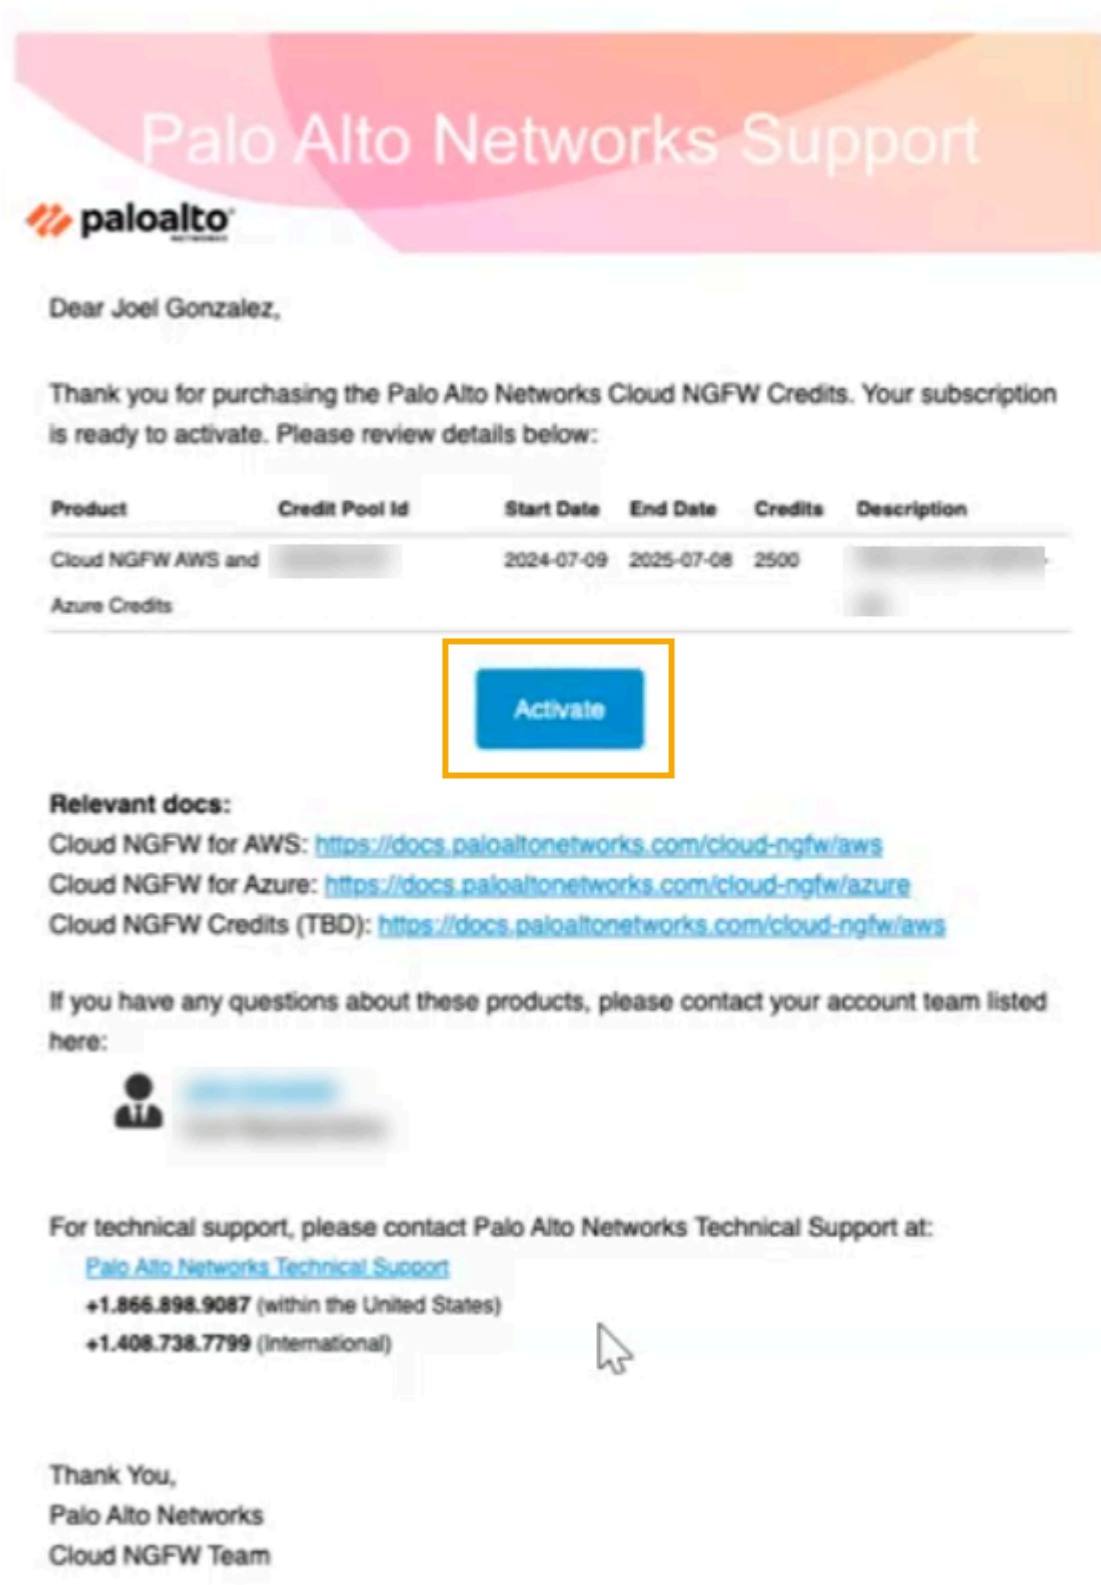 Palo Alto Networks Support
paloalto
NETWORKS
Dear Joel Gonzalez,
Thank you for purchasing the Palo Alto Networks Cloud NGFW Credits. Your subscription
is ready to activate. Please review details below:
Product Credit Pool Id Start Date End Date Credits Description
Cloud NGFW AWS and 2024-07-09 2025-07-08 2500
Azure Credits
Activate
Relevant docs:
Cloud NGFW for AWS: https://docs.paloaltonetworks.com/cloud-ngfw/aws
Cloud NGFW for Azure: https://docs.paloaltonetworks.com/cloud-ngfw/azure
Cloud NGFW Credits (TBD): https://docs.paloaltonetworks.com/cloud-ngfw/aws
If you have any questions about these products, please contact your account team listed
here:
For technical support, please contact Palo Alto Networks Technical Support at:
Palo Alto Networks Technical Support
+1.866.898.9087 (within the United States)
+1.408.738.7799 (International)
Thank You,
Palo Alto Networks
Cloud NGFW Team